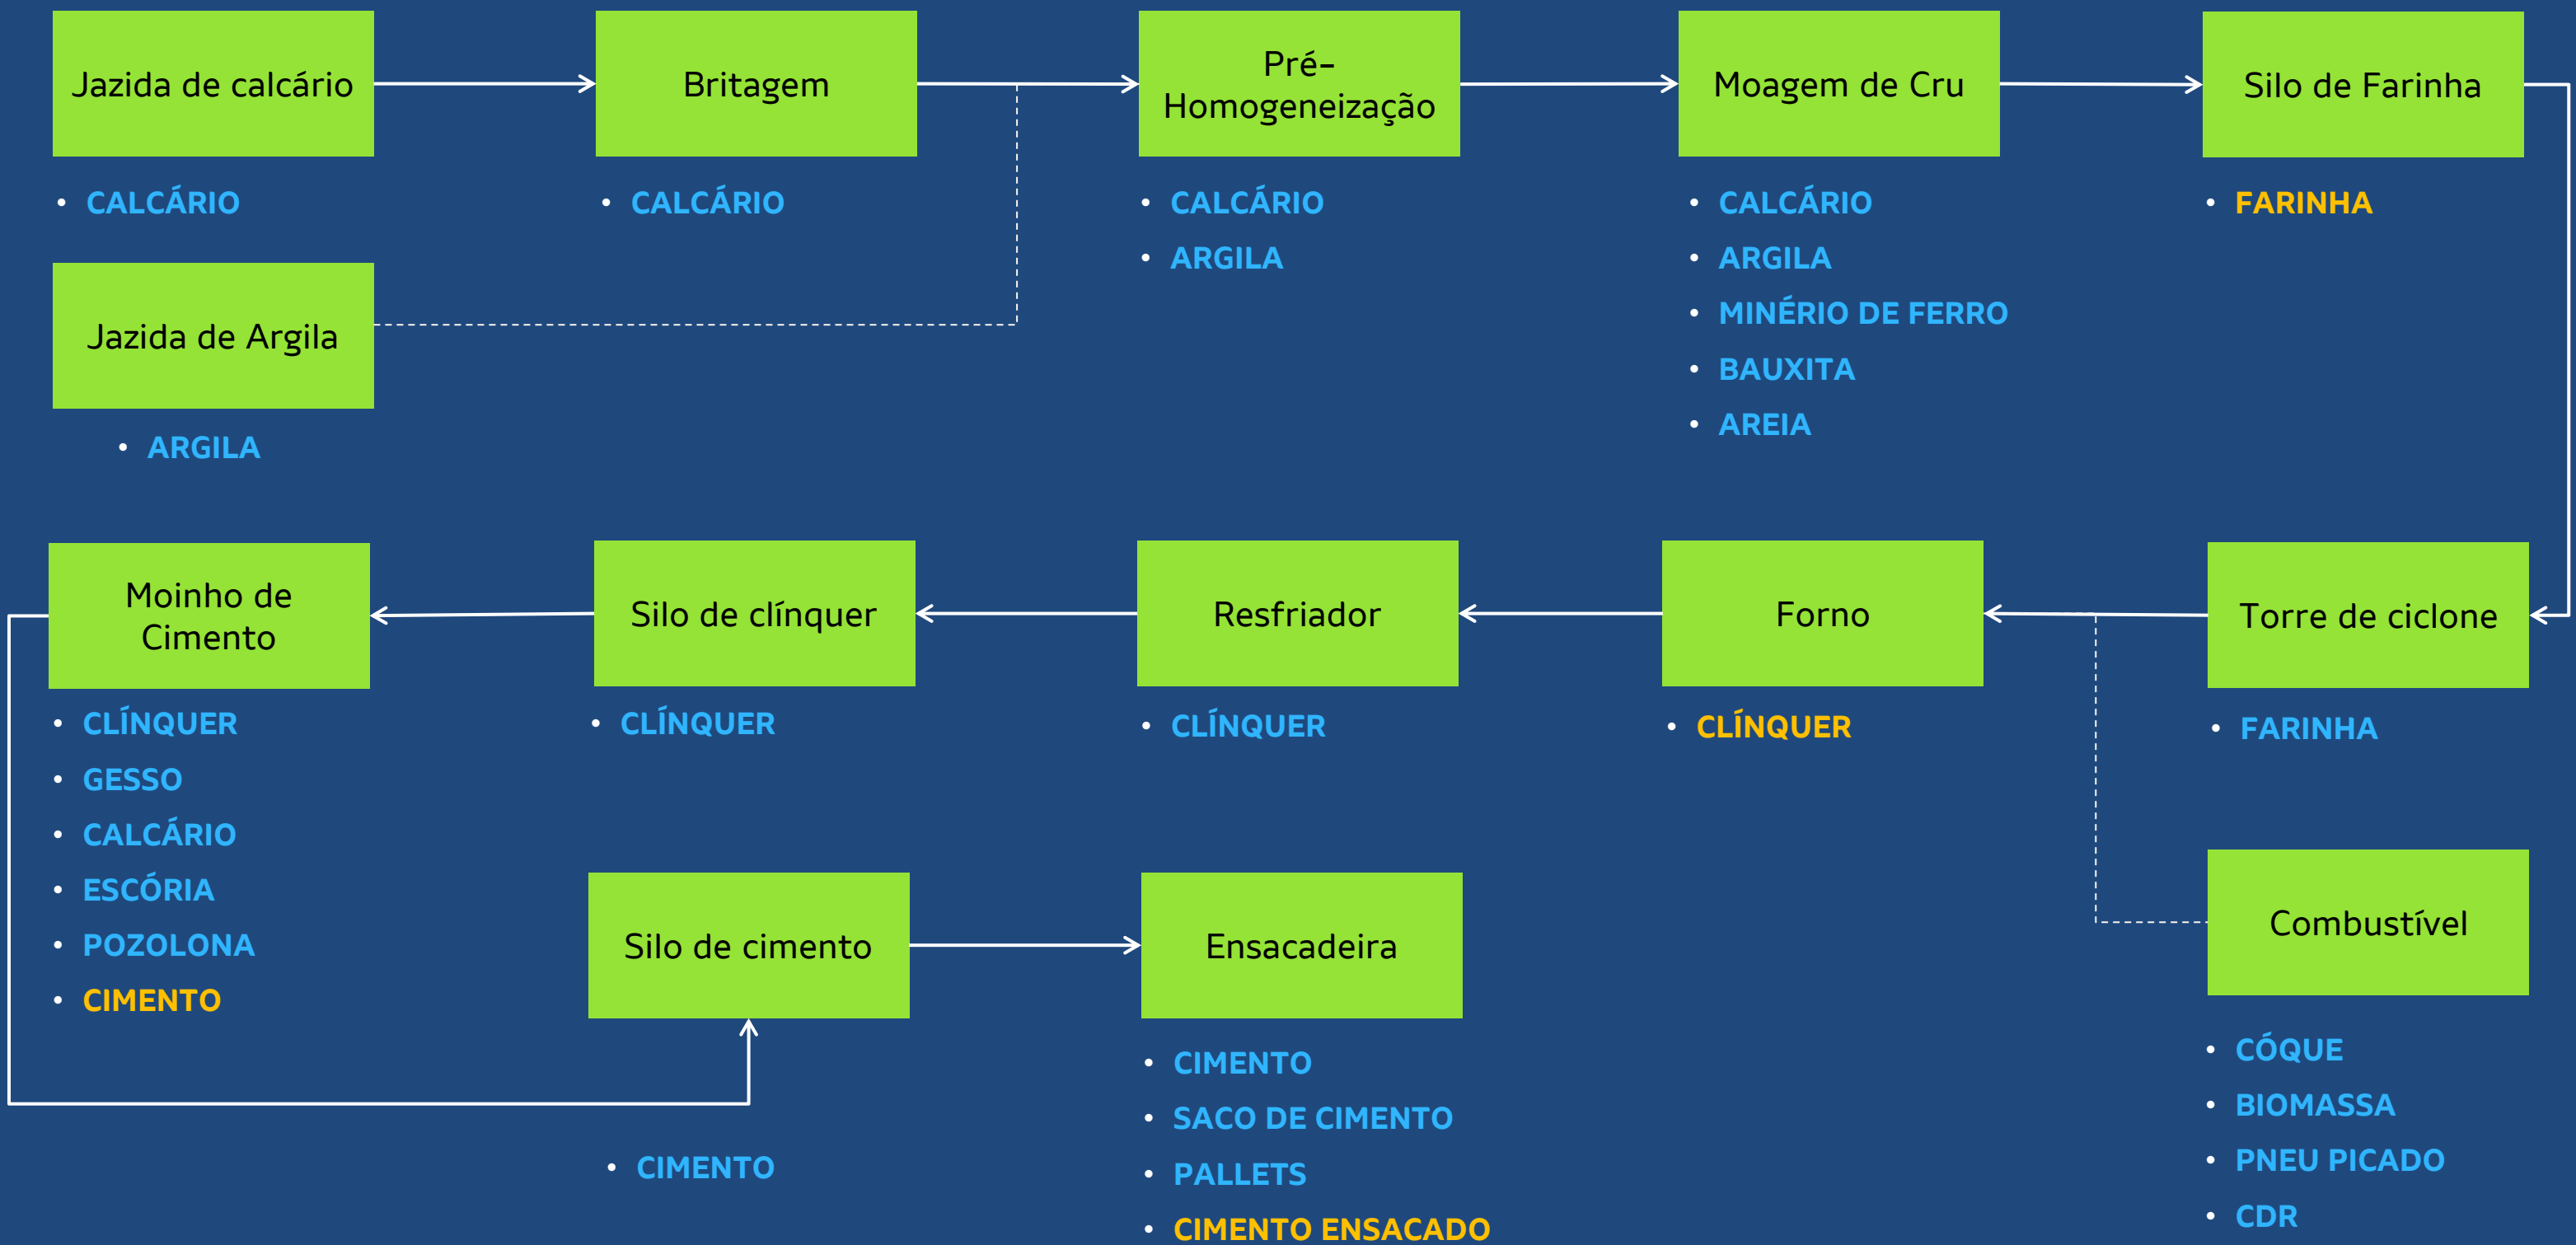 Jazida de calcário
• CALCÁRIO
Britagem
• CALCÁRIO
Pré-
Homogeneização
• CALCÁRIO
• ARGILA
Moagem de Cru
• CALCÁRIO
• ARGILA
• MINÉRIO DE FERRO
• BAUXITA
• AREIA
Silo de Farinha
• FARINHA
Jazida de Argila
• ARGILA
Moinho de
Cimento
• CLÍNQUER
• GESSO
• CALCÁRIO
• ESCÓRIA
• POZOLONA
• CIMENTO
Silo de clínquer
• CLÍNQUER
Resfriador
• CLÍNQUER
Forno
• CLÍNQUER
Torre de ciclone
• FARINHA
Silo de cimento
• CIMENTO
Ensacadeira
• CIMENTO
• SACO DE CIMENTO
• PALLETS
• CIMENTO ENSACADO
Combustível
• CÓQUE
• BIOMASSA
• PNEU PICADO
• CDR